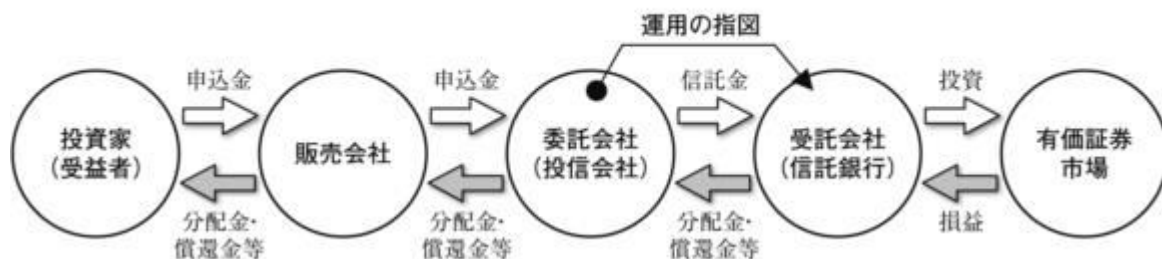 運用の指図
申込金
申込金
信託金
投資
投資家
(受益者)
販売会社
委託会社
(投信会社)
受託会社
(信託銀行)
有価証券
市場
分配金・
償還金等
分配金・
償還金等
分配金・
償還金等
損益